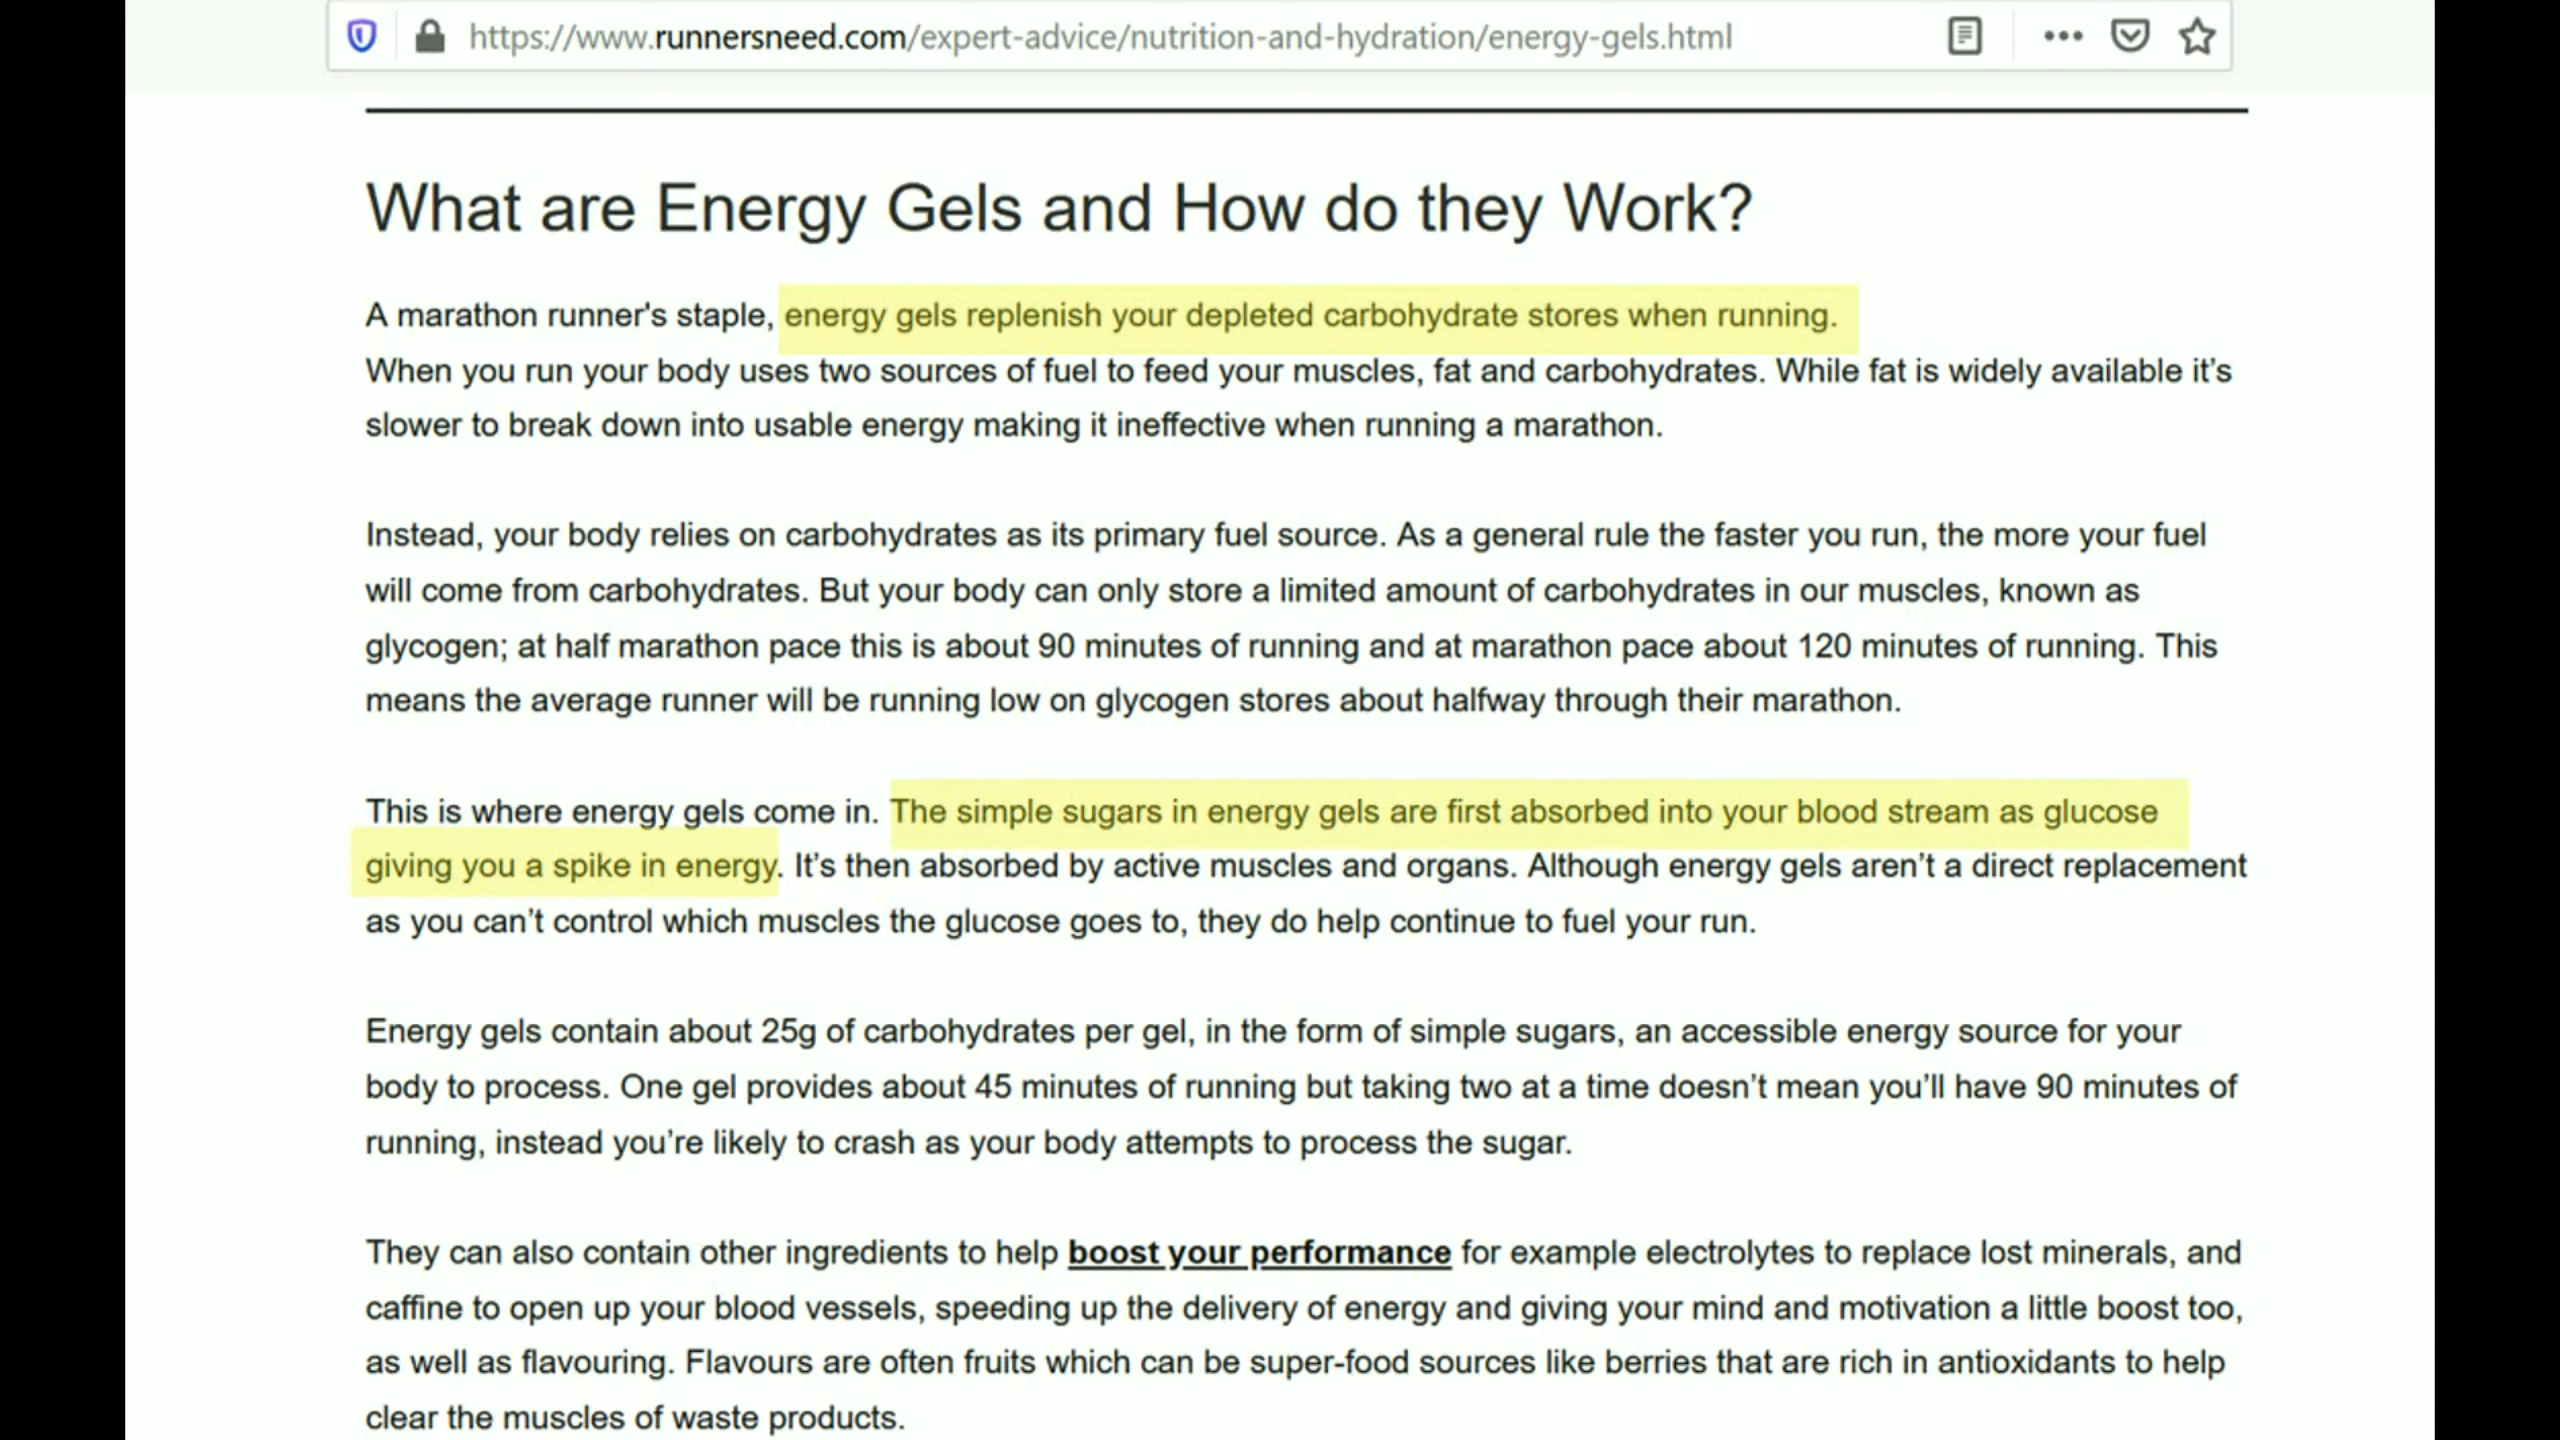 https://www.runnersneed.com/expert-advice/nutrition-and-hydration/energy-gels.html
What are Energy Gels and How do they Work?
A marathon runner's staple, energy gels replenish your depleted carbohydrate stores when running.
When you run your body uses two sources of fuel to feed your muscles, fat and carbohydrates. While fat is widely available it’s
slower to break down into usable energy making it ineffective when running a marathon.
Instead, your body relies on carbohydrates as its primary fuel source. As a general rule the faster you run, the more your fuel
will come from carbohydrates. But your body can only store a limited amount of carbohydrates in our muscles, known as
glycogen; at half marathon pace this is about 90 minutes of running and at marathon pace about 120 minutes of running. This
means the average runner will be running low on glycogen stores about halfway through their marathon.
This is where energy gels come in. The simple sugars in energy gels are first absorbed into your blood stream as glucose
giving you a spike in energy. It’s then absorbed by active muscles and organs. Although energy gels aren’t a direct replacement
as you can’t control which muscles the glucose goes to, they do help continue to fuel your run.
Energy gels contain about 25g of carbohydrates per gel, in the form of simple sugars, an accessible energy source for your
body to process. One gel provides about 45 minutes of running but taking two at a time doesn’t mean you’ll have 90 minutes of
running, instead you’re likely to crash as your body attempts to process the sugar.
They can also contain other ingredients to help boost your performance for example electrolytes to replace lost minerals, and
caffine to open up your blood vessels, speeding up the delivery of energy and giving your mind and motivation a little boost too,
as well as flavouring. Flavours are often fruits which can be super-food sources like berries that are rich in antioxidants to help
clear the muscles of waste products.